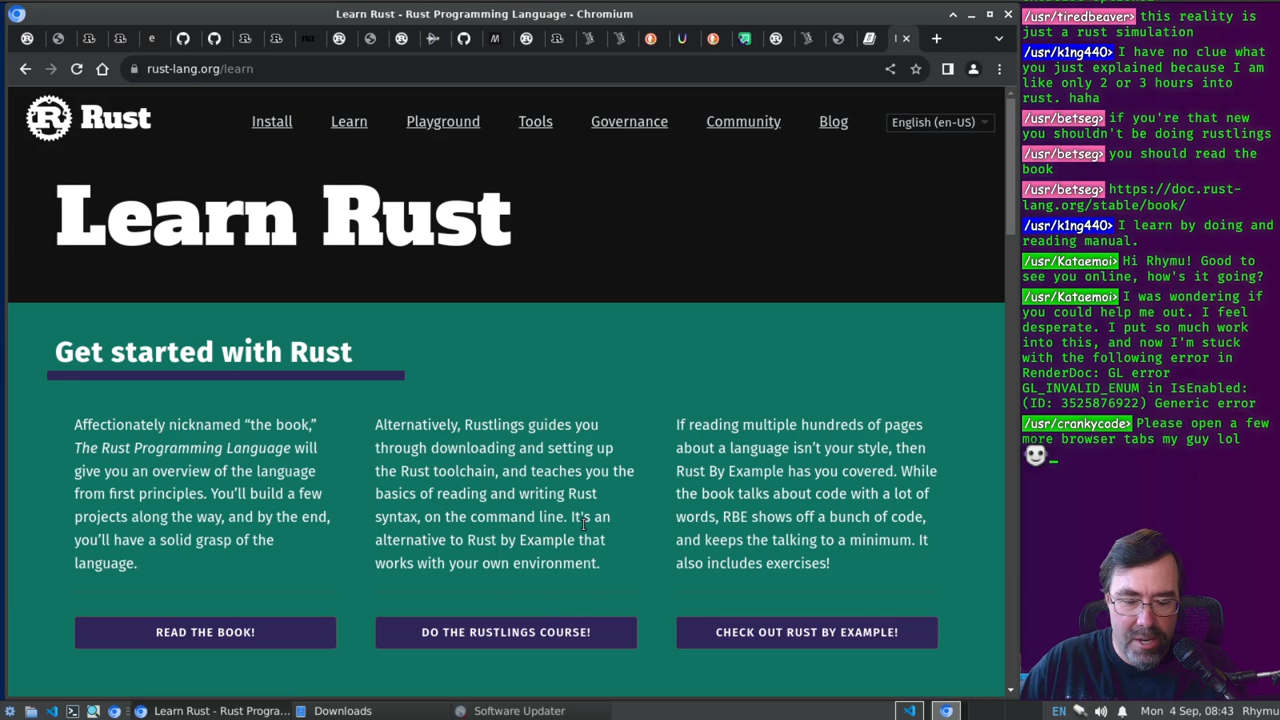 Learn Rust - Rust Programming Language - Chromium
rust-lang.org/learn
Rust
Install
Learn
Playground
Tools
Governance
Community
Blog
English (en-US)
Learn Rust
Get started with Rust
Affectionately nicknamed “the book,”
The Rust Programming Language will
give you an overview of the language
from first principles. You’ll build a few
projects along the way, and by the end,
you’ll have a solid grasp of the
language.
READ THE BOOK!
Alternatively, Rustlings guides you
through downloading and setting up
the Rust toolchain, and teaches you the
basics of reading and writing Rust
syntax, on the command line. It's an
alternative to Rust by Example that
works with your own environment.
DO THE RUSTLINGS COURSE!
If reading multiple hundreds of pages
about a language isn’t your style, then
Rust By Example has you covered. While
the book talks about code with a lot of
words, RBE shows off a bunch of code,
and keeps the talking to a minimum. It
also includes exercises!
CHECK OUT RUST BY EXAMPLE!
/usr/tiredbeaver> this reality is
just a rust simulation
/usr/k1ng440> I have no clue what
you just explained because I am
like only 2 or 3 hours into
rust. haha
/usr/betseg> if you're that new
you shouldn't be doing rustlings
/usr/betseg> you should read the
book
/usr/betseg> https://doc.rust-
lang.org/stable/book/
/usr/k1ng440> I learn by doing and
reading manual.
/usr/Kataemoi> Hi Rhymu! Good to
see you online, how's it going?
/usr/Kataemoi> I was wondering if
you could help me out. I feel
desperate. I put so much work
into this, and now I'm stuck
with the following error in
RenderDoc: GL error
GL_INVALID_ENUM in IsEnabled:
(ID: 3525876922) Generic error
/usr/crankycode> Please open a few
more browser tabs my guy lol
Learn Rust - Rust Progra...
Downloads
Software Updater
EN
Mon 4 Sep, 08:43
Rhymu